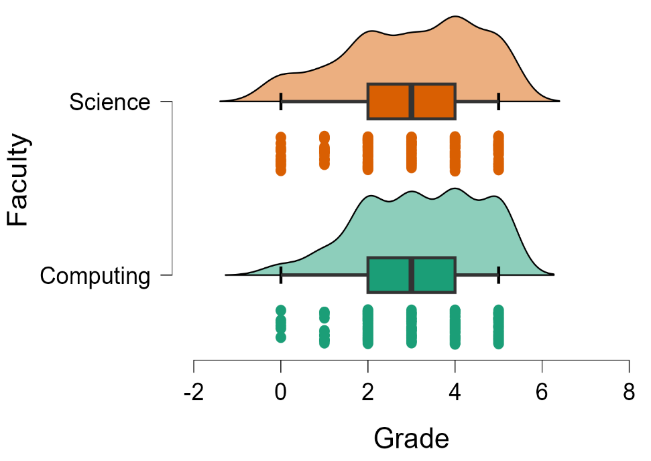 Science
Computing
Faculty
-2 0 2 4 6 8
Grade